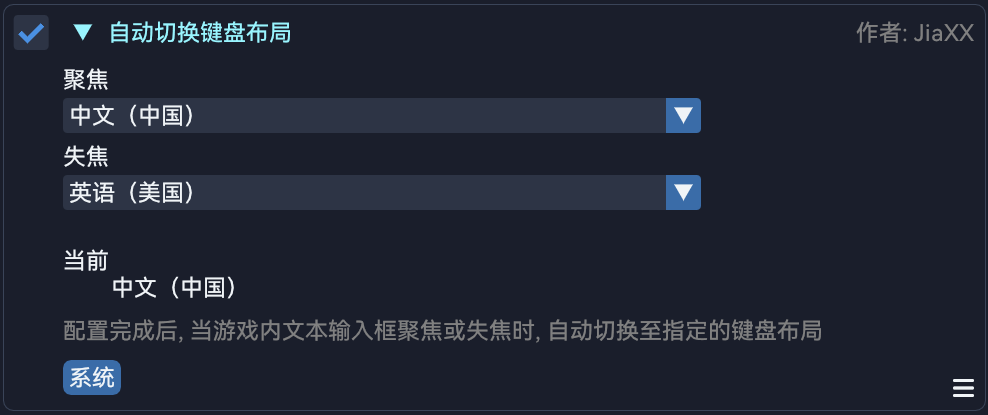 自动切换键盘布局 作者: JiaXX
聚焦
中文（中国）
失焦
英语（美国）
当前
中文（中国）
配置完成后, 当游戏内文本输入框聚焦或失焦时, 自动切换至指定的键盘布局
系统